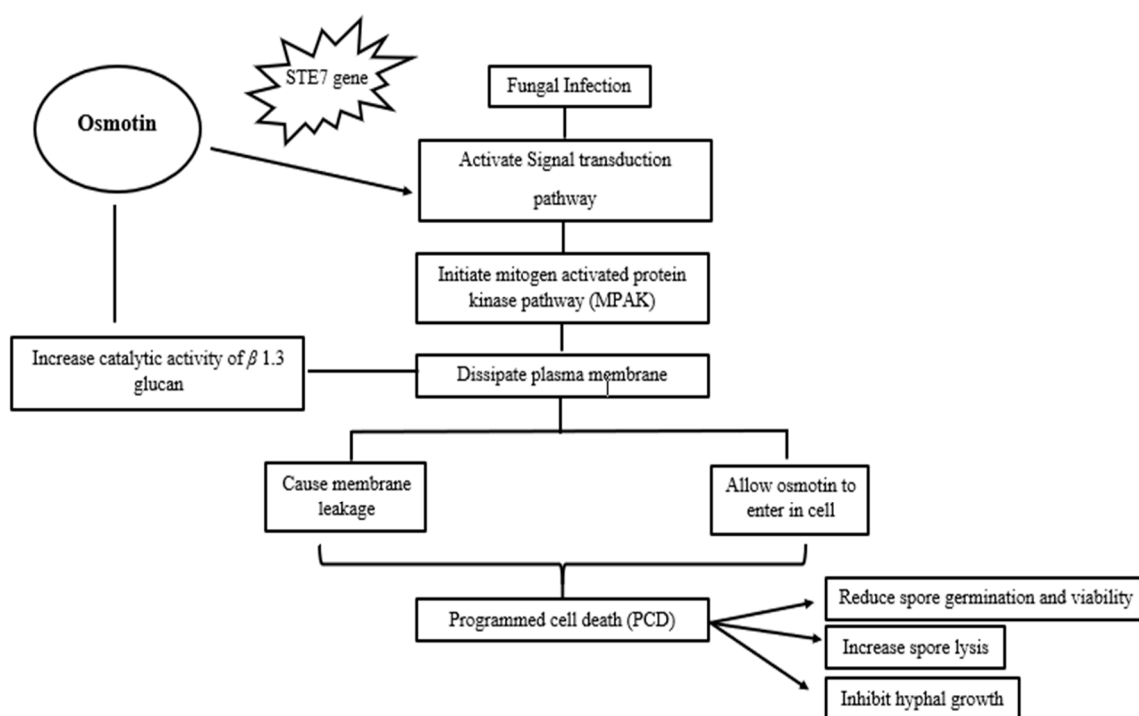 STE7 gene
Osmotin
Fungal Infection
Activate Signal transduction
pathway
Initiate mitogen activated protein
kinase pathway (MPAK)
Increase catalytic activity of β 1.3
glucan
Dissipate plasma membrane
Cause membrane
leakage
Allow osmotin to
enter in cell
Programmed cell death (PCD)
Reduce spore germination and viability
Increase spore lysis
Inhibit hyphal growth